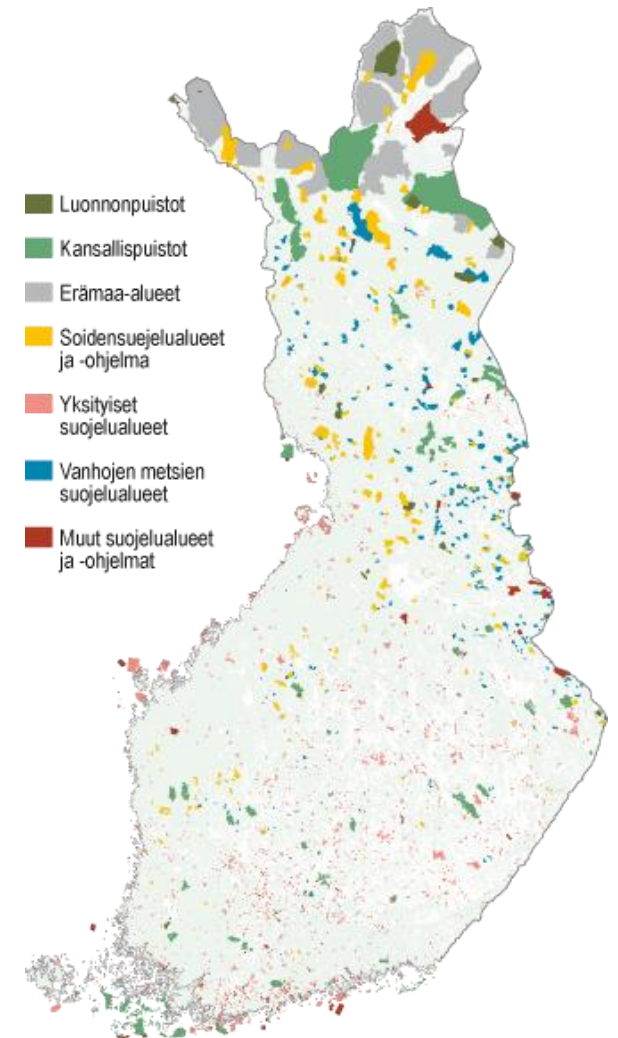 Luonnonpuistot
Kansallispuistot
Erämaa-alueet
Soidensuejelualueet
ja -ohjelma
Yksityiset
suojelualueet
Vanhojen metsien
suojelualueet
Muut suojelualueet
ja -ohjelmat